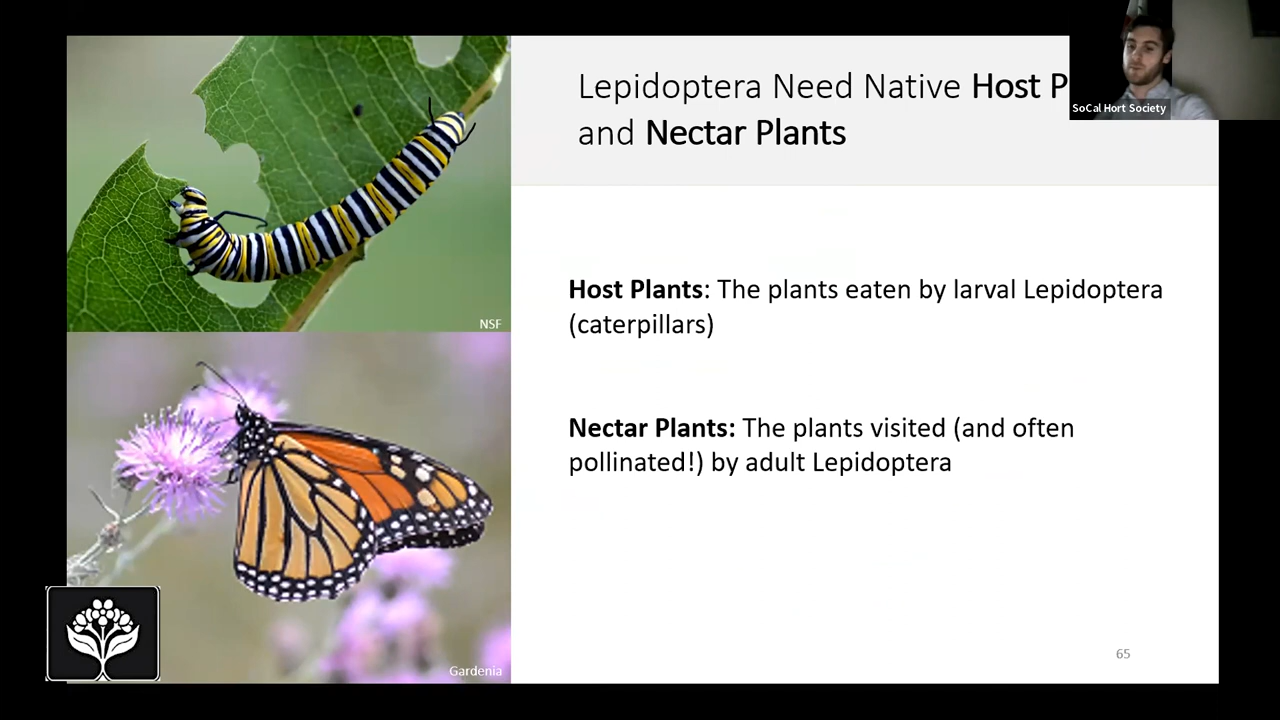 Lepidoptera Need Native Host P
and Nectar Plants
SoCal Hort Society
Host Plants: The plants eaten by larval Lepidoptera
(caterpillars)
NSF
Nectar Plants: The plants visited (and often
pollinated!) by adult Lepidoptera
65
Gardenia